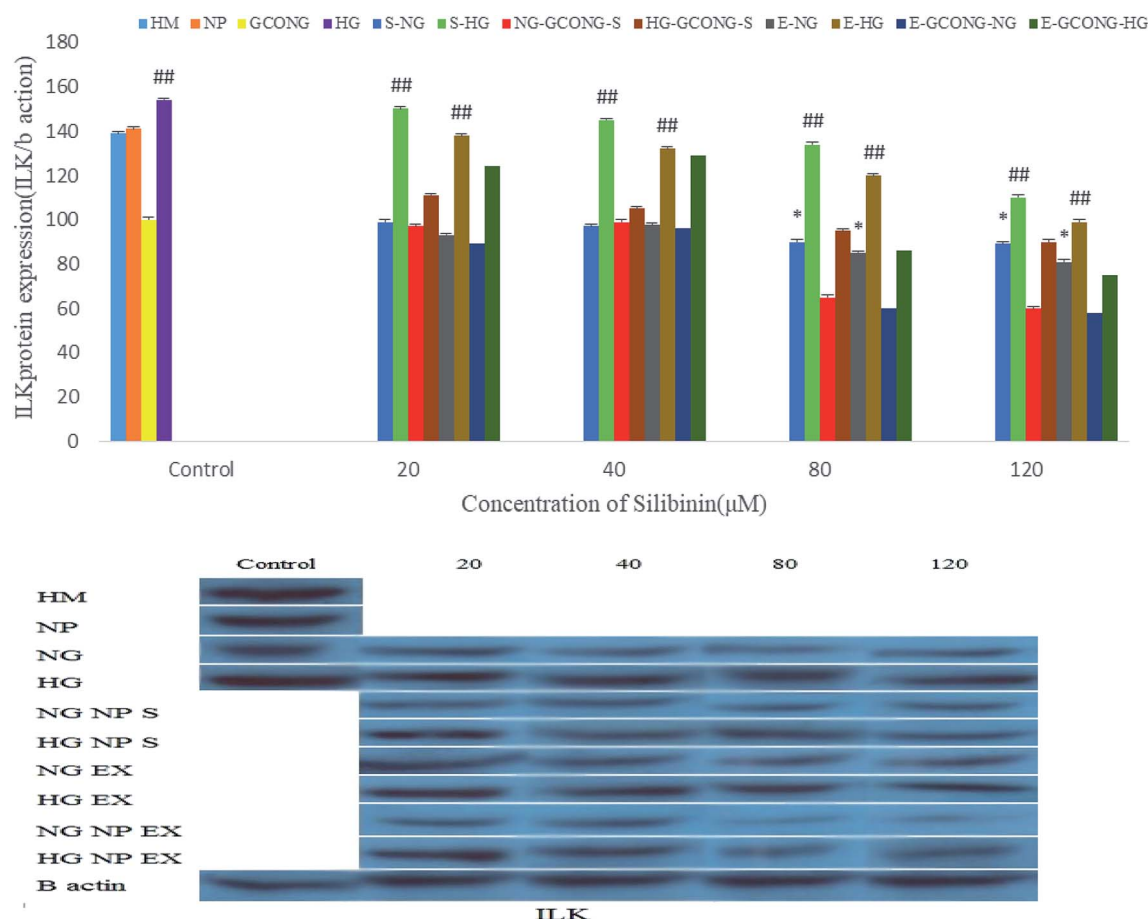 HM NP GCONG HG S-NG S-HG NG-GCONG-S HG-GCONG-S E-NG E-HG E-GCONG-NG E-GCONG-HG
180
160
140
120
100
80
60
40
20
0
ILKprotein expression(ILK/b action)
##
## ##
## ##
* ## * ##
* ## * ##
Control 20 40 80 120
Concentration of Silibinin(μM)
Control 20 40 80 120
HM
NP
NG
HG
NG NP S
HG NP S
NG EX
HG EX
NG NP EX
HG NP EX
B actin
ILK